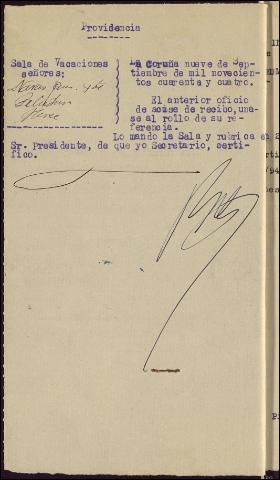 Providencia
Sala de Vacaciones
señores:
La Coruña nueve de Sep-
tiembre de mil novecien-
tos cuarenta y cuatro.
El anterior oficio
de acuse de recibo, una-
se al rollo de su re-
ferencia.
Lo mando la Sala y rubrica el
Sr. Presidente, de que yo Secretario, certi-
fico.